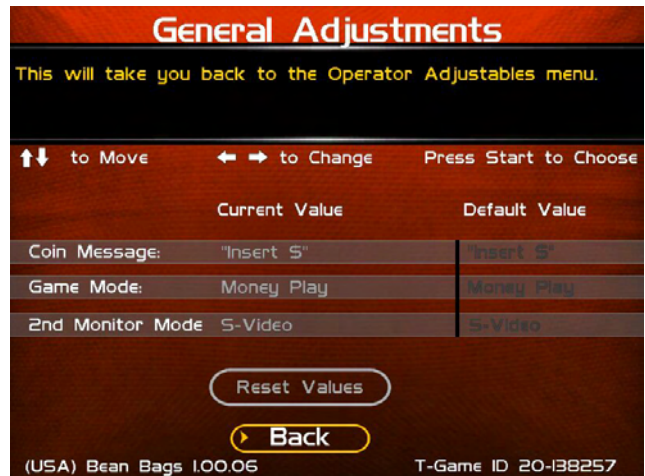 General Adjustments
This will take you back to the Operator Adjustables menu.
to Move to Change Press Start to Choose
Current Value Default Value
Coin Message: "Insert $" "Insert $"
Game Mode: Money Play Money Play
2nd Monitor Mode S-Video S-Video
Reset Values
Back
(USA) Bean Bags 1.00.06 T-Game ID 20-138257